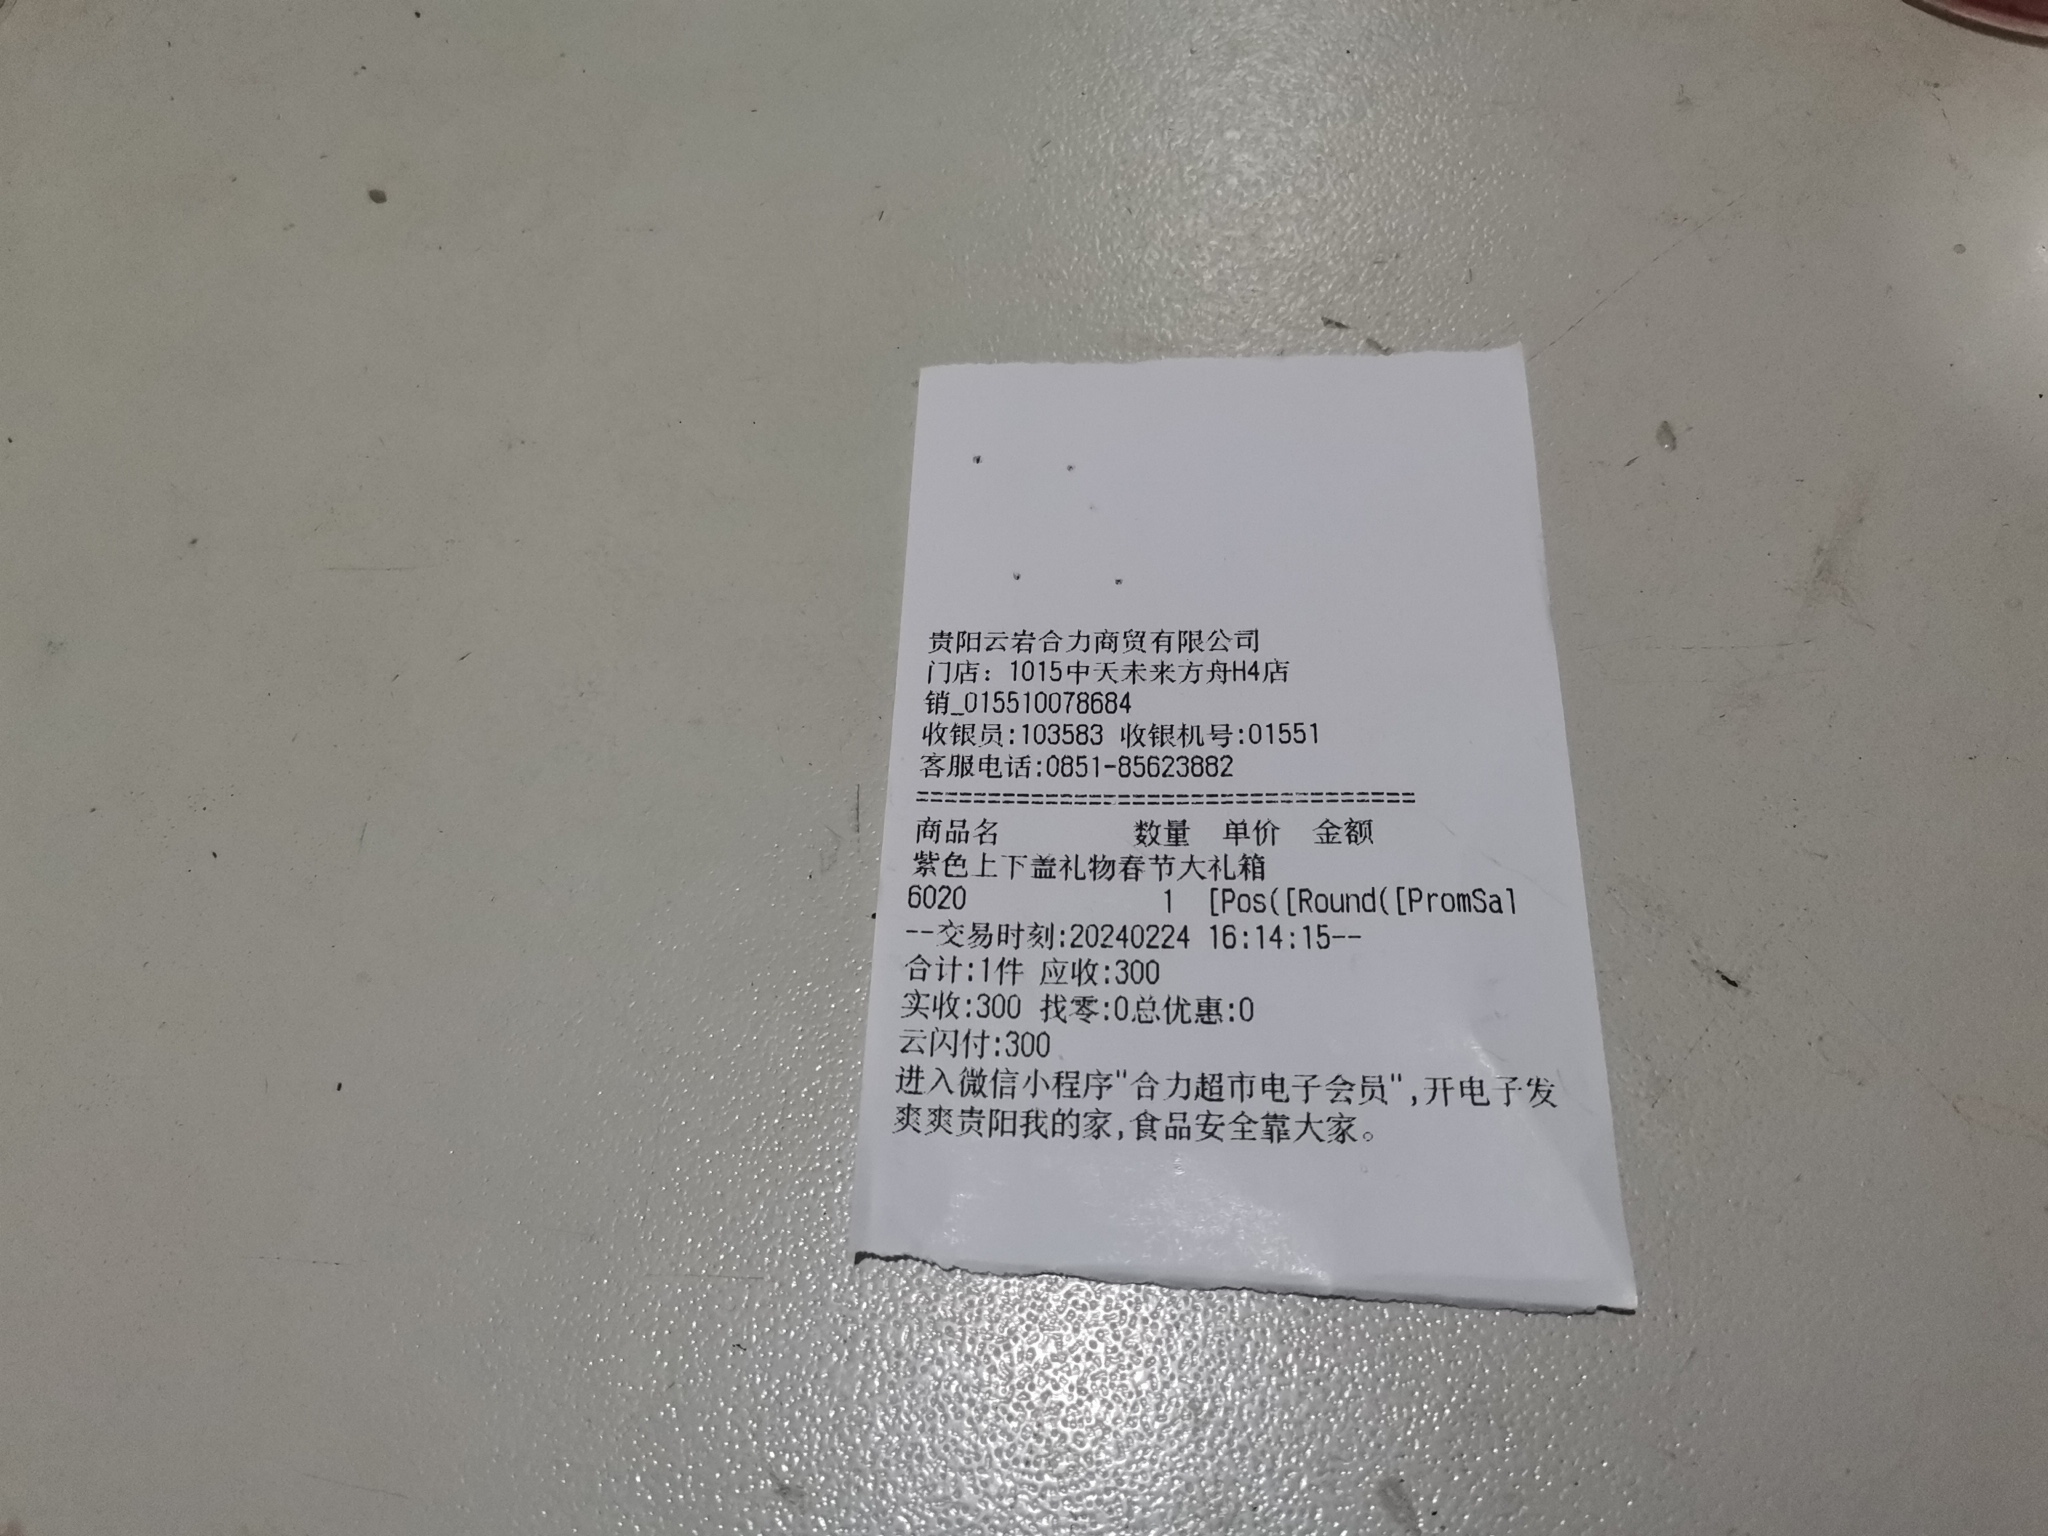 贵阳云岩合力商贸有限公司
门店：1015中天未来方舟H4店
销_015510078684
收银员:103583 收银机号:01551
客服电话:0851-85623882
===================================
商品名 数量 单价 金额
紫色上下盖礼物春节大礼箱
6020 1 [Pos([Round([PromSal
--交易时刻:20240224 16:14:15--
合计:1件 应收:300
实收:300 找零:0总优惠:0
云闪付:300
进入微信小程序"合力超市电子会员",开电子发
爽爽贵阳我的家,食品安全靠大家。